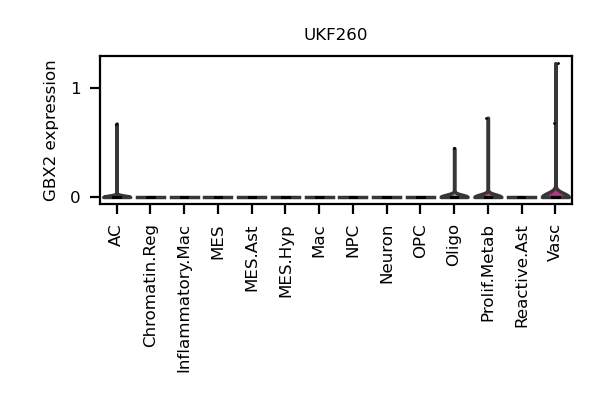 UKF260
GBX2 expression
1
0
AC
Chromatin.Reg
Inflammatory.Mac
MES
MES.Ast
MES.Hyp
Mac
NPC
Neuron
OPC
Oligo
Prolif.Metab
Reactive.Ast
Vasc